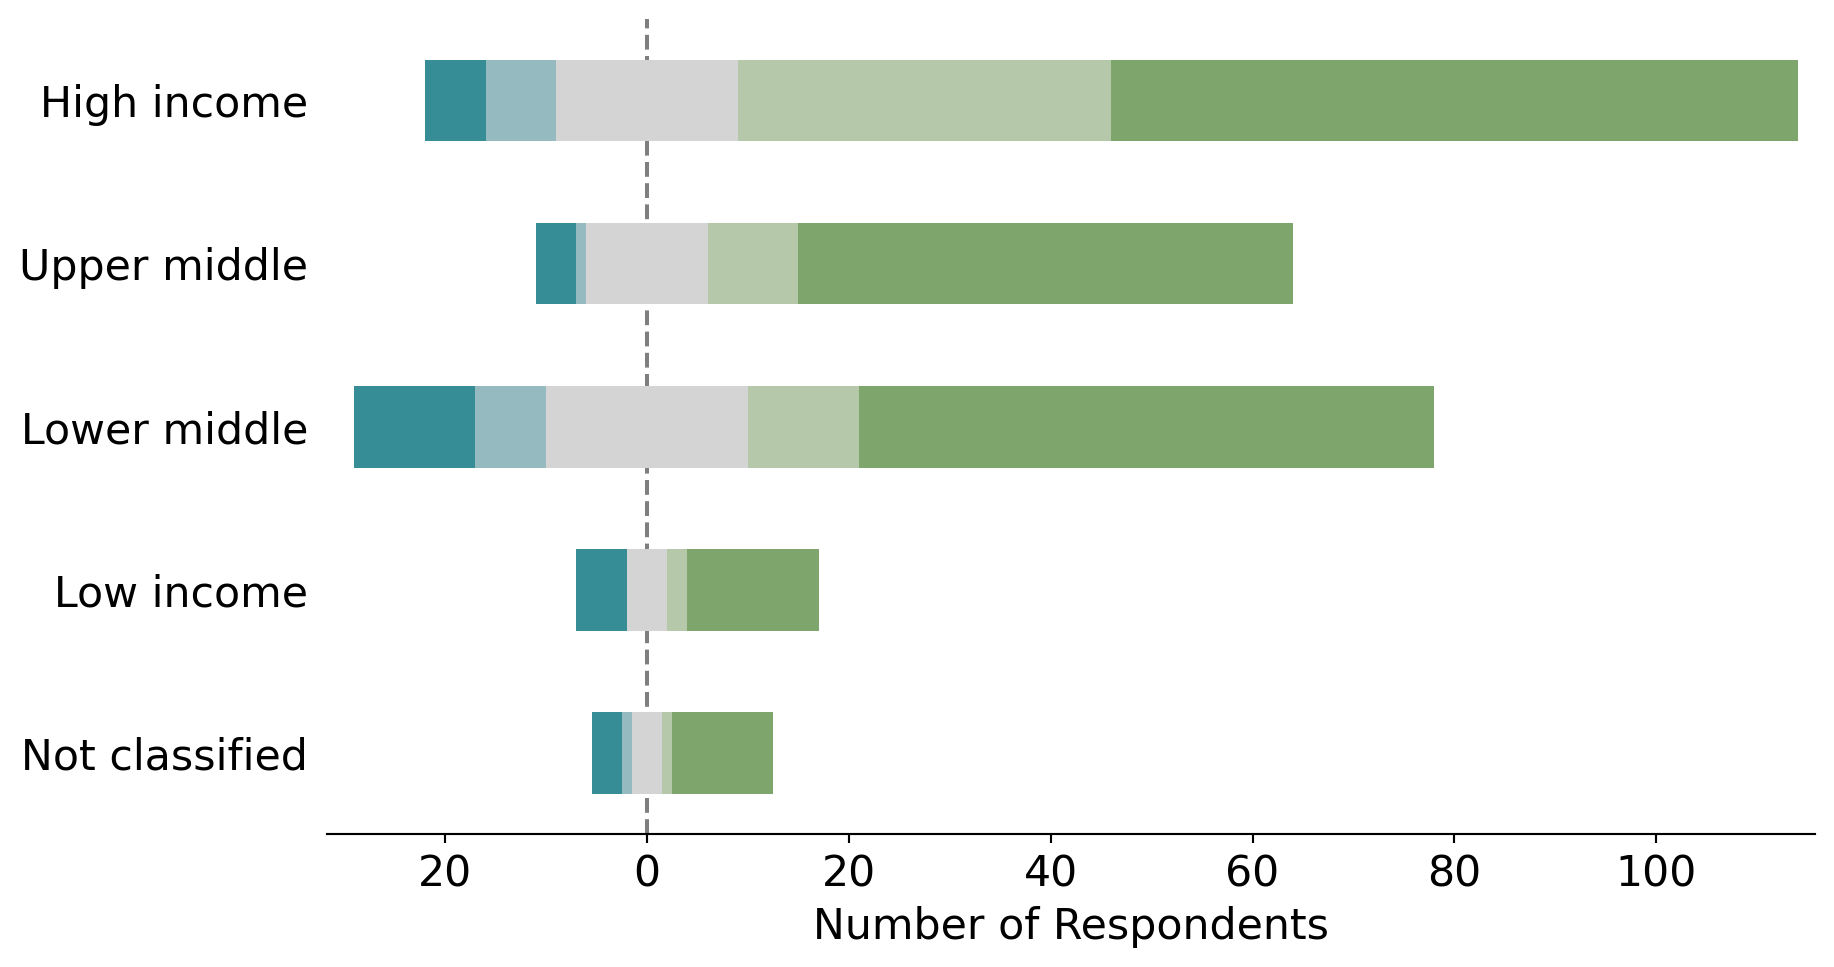 High income
Upper middle
Lower middle
Low income
Not classified
20 0 20 40 60 80 100
Number of Respondents